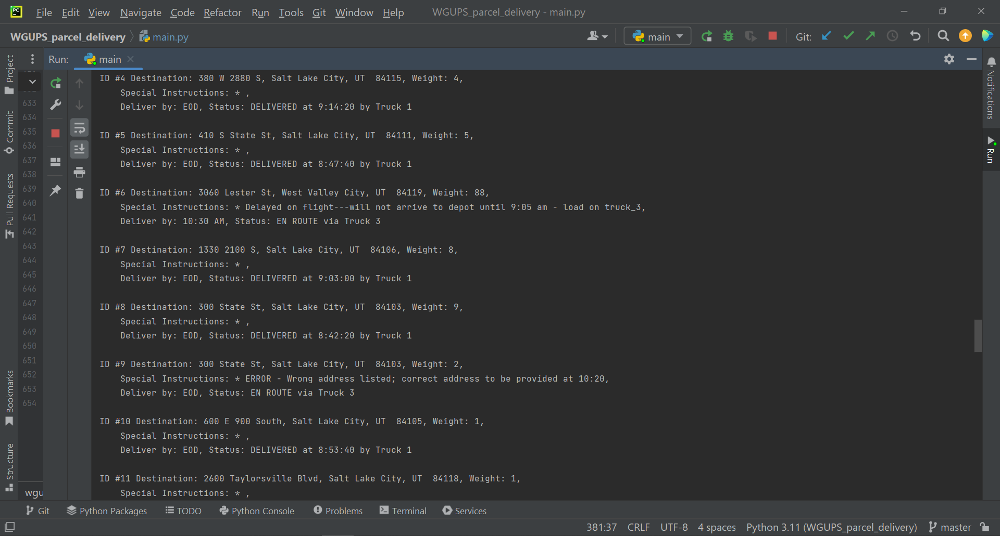 PC File Edit View Navigate Code Refactor Run Tools Git Window Help WGUPS_parcel_delivery - main.py
WGUPS_parcel_delivery main.py main Git:
Project
Commit
Pull Requests
Bookmarks
Structure
Run: main
633
634
635
636
637
638
639
640
641
642
643
644
645
646
647
648
649
650
651
652
653
654
wgu
ID #4 Destination: 380 W 2880 S, Salt Lake City, UT  84115, Weight: 4,
Special Instructions: * ,
Deliver by: EOD, Status: DELIVERED at 9:14:20 by Truck 1
ID #5 Destination: 410 S State St, Salt Lake City, UT  84111, Weight: 5,
Special Instructions: * ,
Deliver by: EOD, Status: DELIVERED at 8:47:40 by Truck 1
ID #6 Destination: 3060 Lester St, West Valley City, UT  84119, Weight: 88,
Special Instructions: * Delayed on flight---will not arrive to depot until 9:05 am - load on truck_3,
Deliver by: 10:30 AM, Status: EN ROUTE via Truck 3
ID #7 Destination: 1330 2100 S, Salt Lake City, UT  84106, Weight: 8,
Special Instructions: * ,
Deliver by: EOD, Status: DELIVERED at 9:03:00 by Truck 1
ID #8 Destination: 300 State St, Salt Lake City, UT  84103, Weight: 9,
Special Instructions: * ,
Deliver by: EOD, Status: DELIVERED at 8:42:20 by Truck 1
ID #9 Destination: 300 State St, Salt Lake City, UT  84103, Weight: 2,
Special Instructions: * ERROR - Wrong address listed; correct address to be provided at 10:20,
Deliver by: EOD, Status: EN ROUTE via Truck 3
ID #10 Destination: 600 E 900 South, Salt Lake City, UT  84105, Weight: 1,
Special Instructions: * ,
Deliver by: EOD, Status: DELIVERED at 8:53:40 by Truck 1
ID #11 Destination: 2600 Taylorsville Blvd, Salt Lake City, UT  84118, Weight: 1,
Special Instructions: * ,
Notifications
Run
Git Python Packages TODO Python Console Problems Terminal Services
381:37 CRLF UTF-8 4 spaces Python 3.11 (WGUPS_parcel_delivery) master